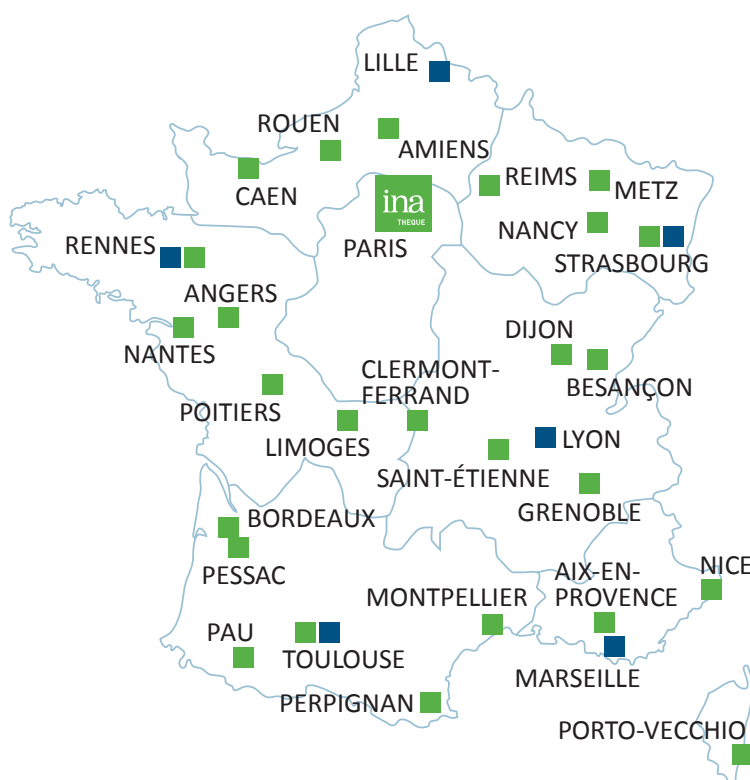 LILLE
ROUEN
AMIENS
CAEN
REIMS
METZ
ina
THEQUE
PARIS
NANCY
STRASBOURG
RENNES
ANGERS
NANTES
DIJON
BESANÇON
CLERMONT-
FERRAND
POITIERS
LIMOGES
LYON
SAINT-ÉTIENNE
GRENOBLE
BORDEAUX
PESSAC
NICE
AIX-EN-
PROVENCE
MONTPELLIER
PAU
TOULOUSE
MARSEILLE
PERPIGNAN
PORTO-VECCHIO